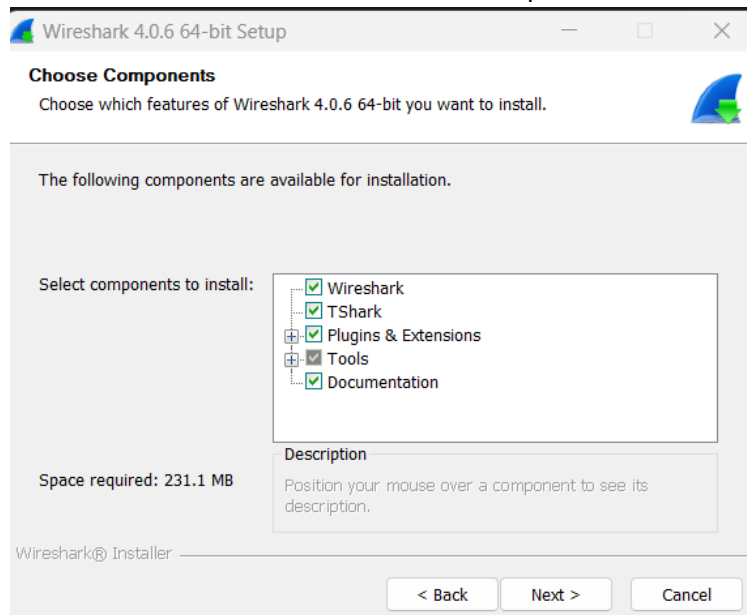 Wireshark 4.0.6 64-bit Setup
Choose Components
Choose which features of Wireshark 4.0.6 64-bit you want to install.
The following components are available for installation.
Select components to install:
Wireshark
TShark
Plugins & Extensions
Tools
Documentation
Space required: 231.1 MB
Description
Position your mouse over a component to see its
description.
Wireshark® Installer
< Back
Next >
Cancel